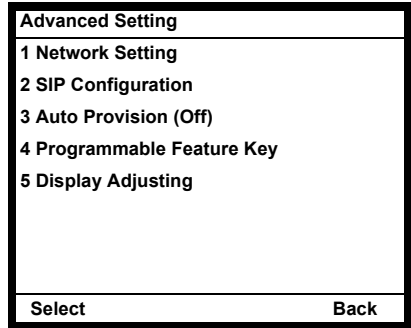 Advanced Setting
1 Network Setting
2 SIP Configuration
3 Auto Provision (Off)
4 Programmable Feature Key
5 Display Adjusting
Select Back